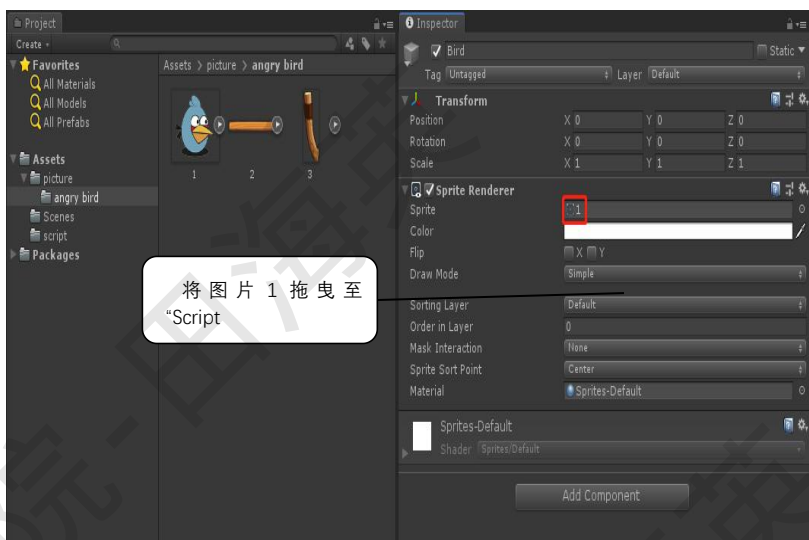 Project
Create
Favorites
All Materials
All Models
All Prefabs
Assets
picture
angry bird
Scenes
script
Packages
Assets > picture > angry bird
1
2
3
将图片 1 拖曳至
“Script
Inspector
Bird
Static
Tag Untagged Layer Default
Transform
Position X 0 Y 0 Z 0
Rotation X 0 Y 0 Z 0
Scale X 1 Y 1 Z 1
Sprite Renderer
Sprite 1
Color
Flip X Y
Draw Mode Simple
Sorting Layer Default
Order in Layer 0
Mask Interaction None
Sprite Sort Point Center
Material Sprites-Default
Sprites-Default
Shader Sprites/Default
Add Component
院-田海英